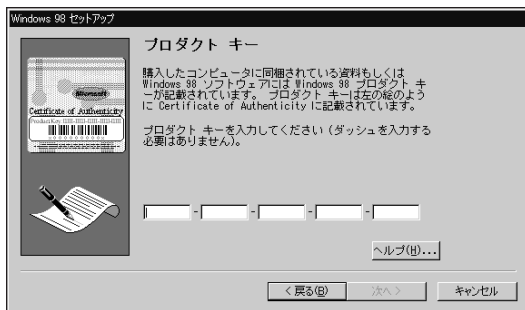 Windows 98 セットアップ
プロダクト キー
購入したコンピュータに同梱されている資料もしくは
Windows 98 ソフトウェアには Windows 98 プロダクト キ
ーが記載されています。 プロダクト キーは左の絵のよう
に Certificate of Authenticity に記載されています。
プロダクト キーを入力してください (ダッシュを入力する
必要はありません)。
Microsoft
Certificate of Authenticity
- - - -
ヘルプ(H)...
< 戻る(B)
次へ >
キャンセル